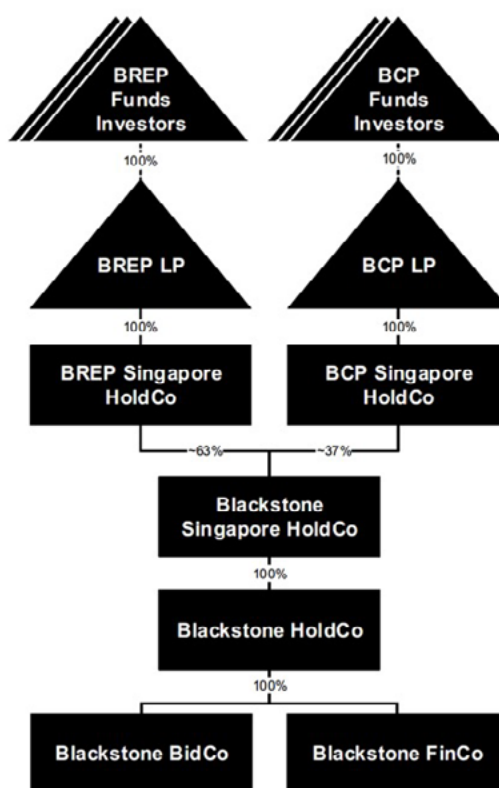 BREP
Funds
Investors
BCP
Funds
Investors
100%
100%
BREP LP
BCP LP
100%
100%
BREP Singapore
HoldCo
BCP Singapore
HoldCo
~63%
~37%
Blackstone
Singapore HoldCo
100%
Blackstone HoldCo
100%
Blackstone BidCo
Blackstone FinCo